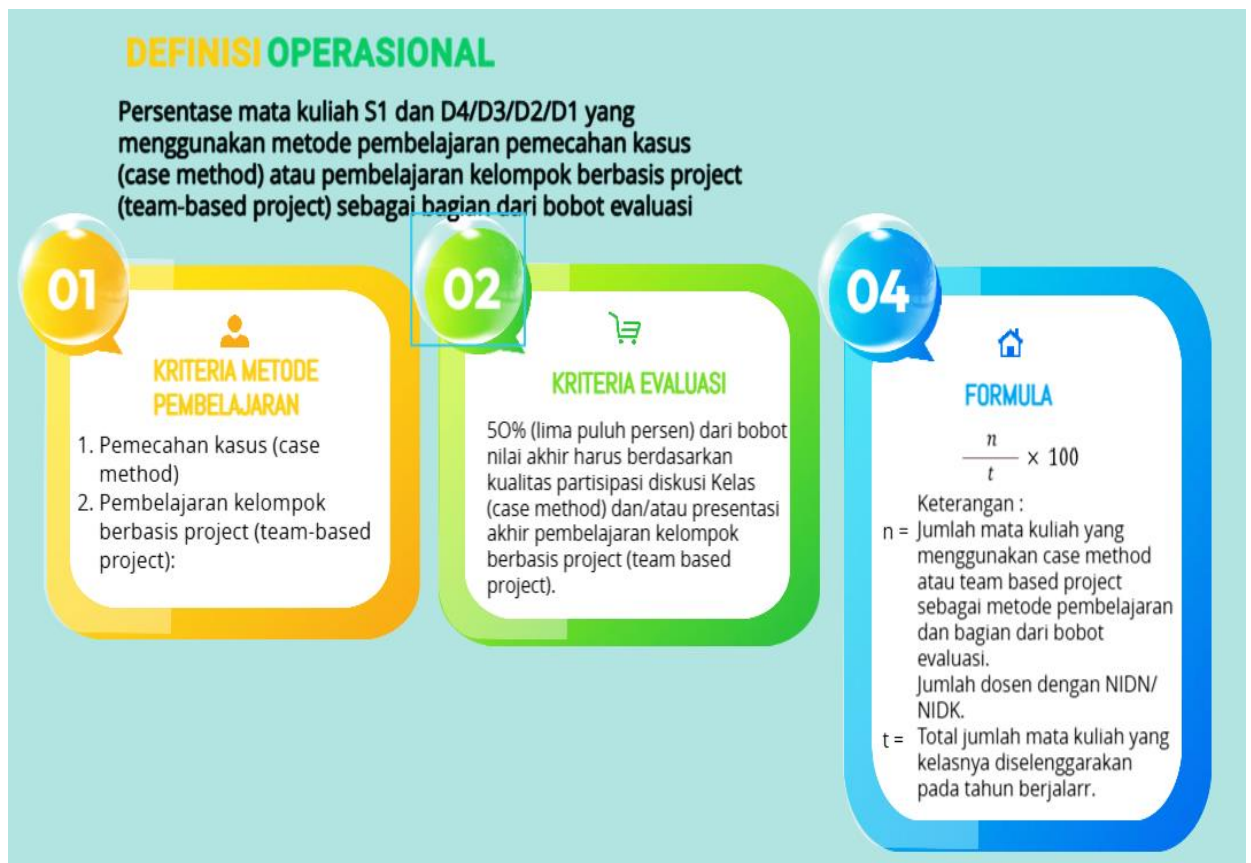 DEFINISI OPERASIONAL
Persentase mata kuliah S1 dan D4/D3/D2/D1 yang
menggunakan metode pembelajaran pemecahan kasus
(case method) atau pembelajaran kelompok berbasis project
(team-based project) sebagai bagian dari bobot evaluasi
01
KRITERIA METODE
PEMBELAJARAN
1. Pemecahan kasus (case
method)
2. Pembelajaran kelompok
berbasis project (team-based
project):
02
KRITERIA EVALUASI
5O% (lima puluh persen) dari bobot
nilai akhir harus berdasarkan
kualitas partisipasi diskusi Kelas
(case method) dan/atau presentasi
akhir pembelajaran kelompok
berbasis project (team based
project).
04
FORMULA
n
t
× 100
Keterangan :
n = Jumlah mata kuliah yang
menggunakan case method
atau team based project
sebagai metode pembelajaran
dan bagian dari bobot
evaluasi.
Jumlah dosen dengan NIDN/
NIDK.
t = Total jumlah mata kuliah yang
kelasnya diselenggarakan
pada tahun berjalarr.